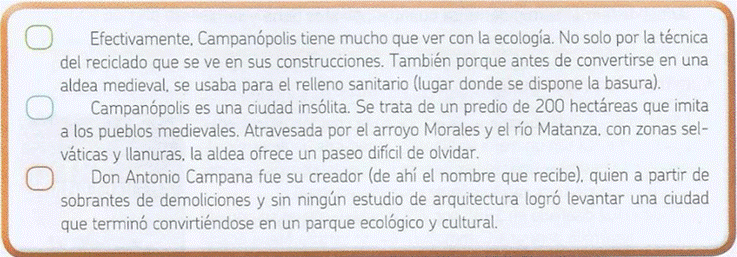 Efectivamente, Campanópolis tiene mucho que ver con la ecología. No solo por la técnica
del reciclado que se ve en sus construcciones. También porque antes de convertirse en una
aldea medieval, se usaba para el relleno sanitario (lugar donde se dispone la basura).
Campanópolis es una ciudad insólita. Se trata de un predio de 200 hectáreas que imita
a los pueblos medievales. Atravesada por el arroyo Morales y el río Matanza, con zonas sel-
váticas y llanuras, la aldea ofrece un paseo difícil de olvidar.
Don Antonio Campana fue su creador (de ahí el nombre que recibe), quien a partir de
sobrantes de demoliciones y sin ningún estudio de arquitectura logró levantar una ciudad
que terminó convirtiéndose en un parque ecológico y cultural.